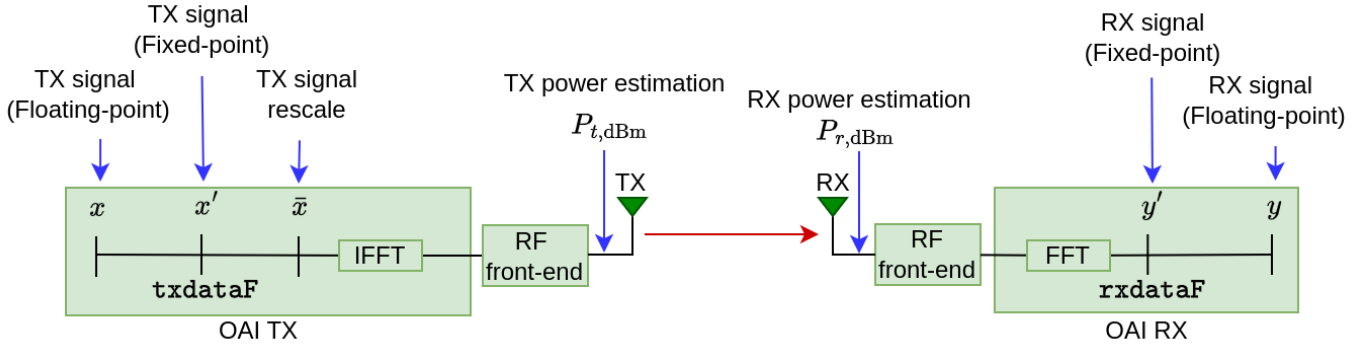 TX signal
(Floating-point)
TX signal
(Fixed-point)
TX signal
rescale
TX power estimation
P_{t,dBm}
RX power estimation
P_{r,dBm}
RX signal
(Fixed-point)
RX signal
(Floating-point)
x
x′
x̄
IFFT
txdataF
OAI TX
RF
front-end
TX
RX
RF
front-end
FFT
y′
y
rxdataF
OAI RX